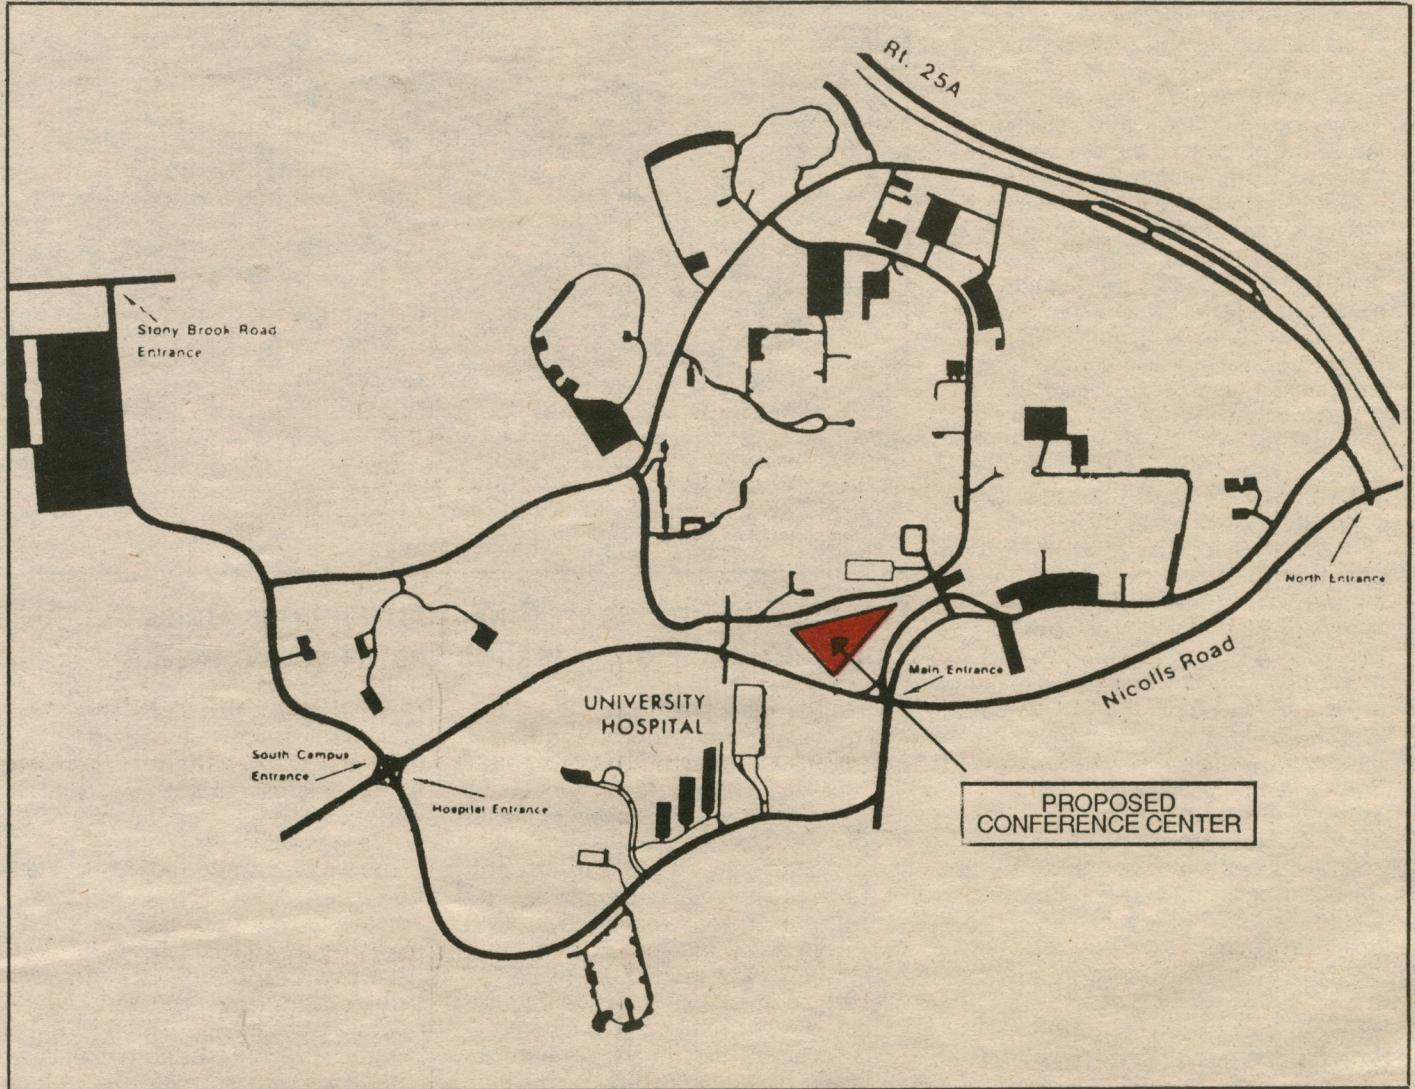 Rt. 25A
Stony Brook Road
Entrance
North Entrance
Main Entrance
Nicolls Road
UNIVERSITY
HOSPITAL
South Campus
Entrance
Hospital Entrance
PROPOSED
CONFERENCE CENTER